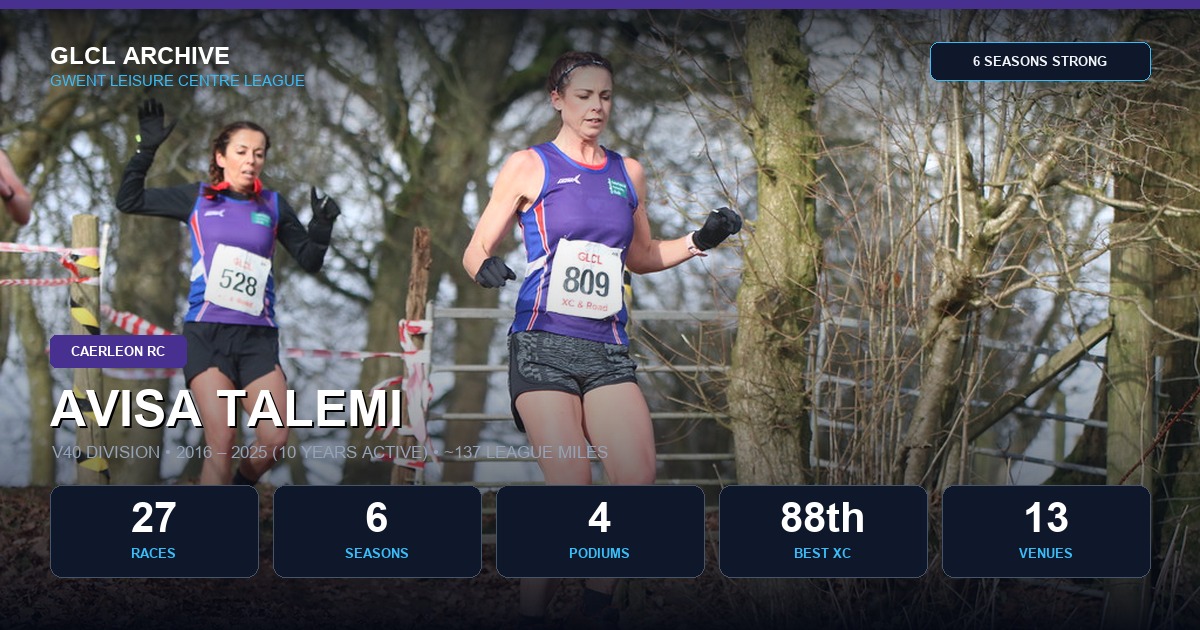 GLCL ARCHIVE
GWENT LEISURE CENTRE LEAGUE
6 SEASONS STRONG
528
GLCL
809
XC & Road
CAERLEON RC
AVISA TALEMI
V40 DIVISION • 2016 – 2025 (10 YEARS ACTIVE) • ~137 LEAGUE MILES
27
RACES
6
SEASONS
4
PODIUMS
88th
BEST XC
13
VENUES